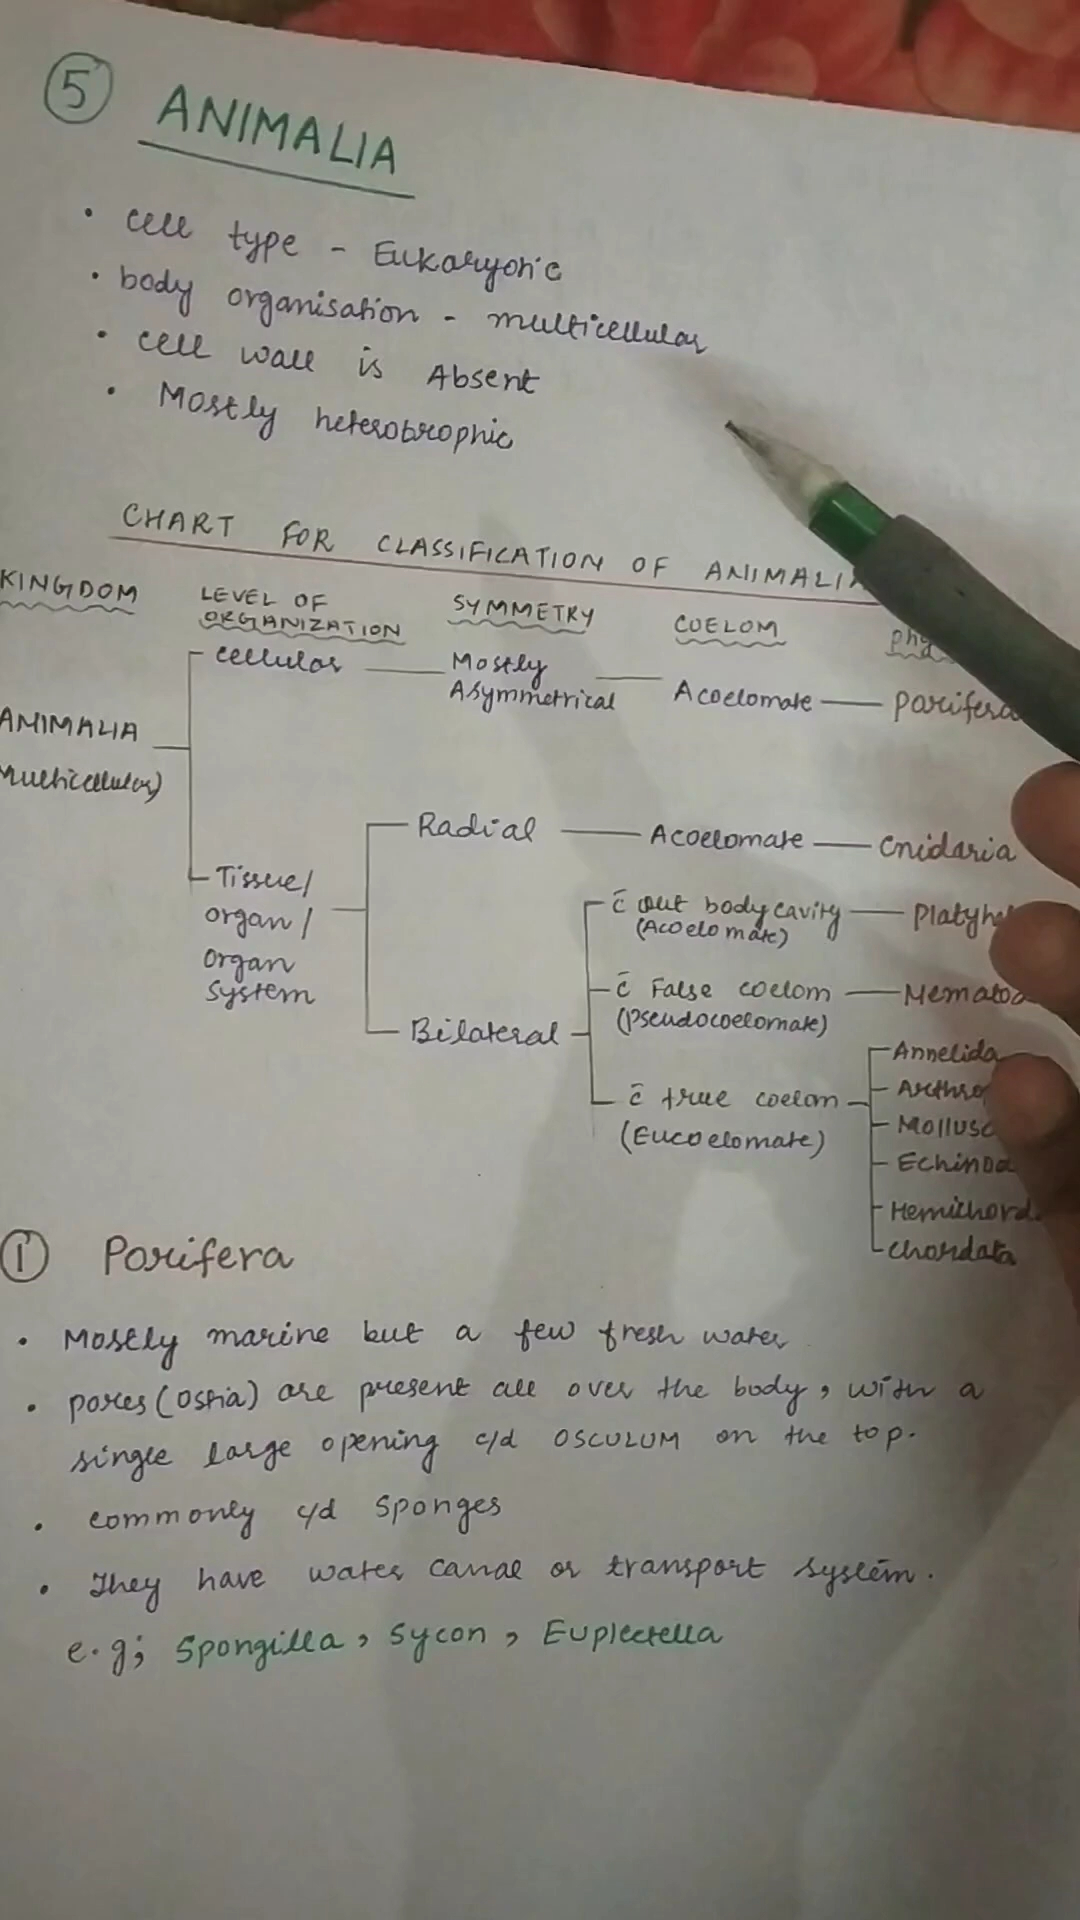 5 ANIMALIA
• cell type - Eukaryotic
• body organisation - multicellular
• cell wall is Absent
• Mostly heterotrophic
CHART FOR CLASSIFICATION OF ANIMALIA
KINGDOM LEVEL OF ORGANIZATION SYMMETRY COELOM
cellular Mostly Asymmetrical Acoelomate Porifera
ANIMALIA
Multicellular)
Radial Acoelomate Cnidaria
Tissue/
organ/
organ
system
c̄ out body cavity
(Acoelomate)
c̄ False coelom
(Pseudocoelomate)
Bilateral
c̄ true coelom
(Eucoelomate)
Annelida
Chordata
1 Porifera
• Mostly marine but a few fresh water
• pores (Ostia) are present all over the body, with a
single large opening c/d OSCULUM on the top.
• commonly c/d Sponges
• They have water canal or transport system.
e.g; Spongilla, Sycon, Euplectella